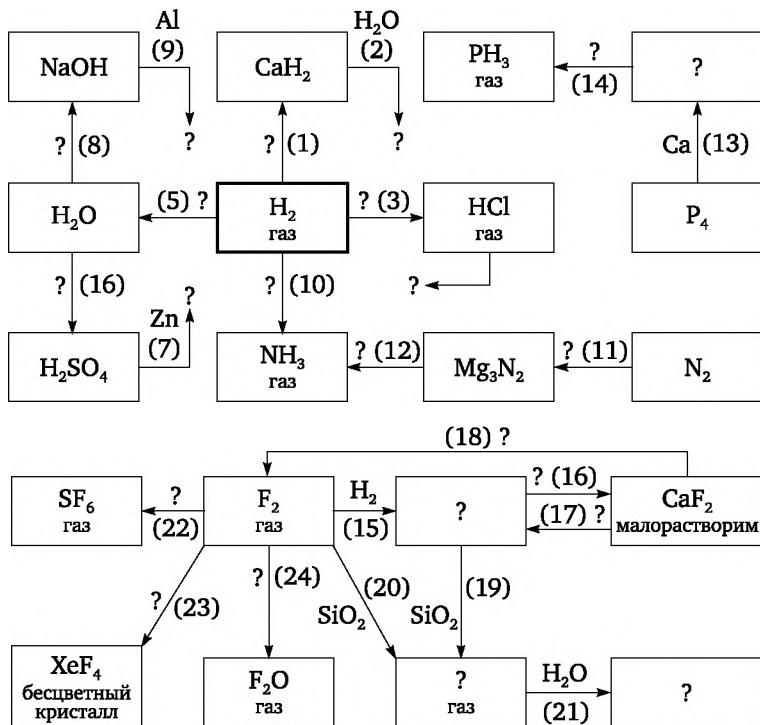 Al
(9)
H₂O
(2)
NaOH
CaH₂
PH₃
газ
?
(14)
?
?
?
? (8)
? (1)
Ca (13)
H₂O
(5) ?
H₂
газ
? (3)
HCl
газ
P₄
? (16)
?
? (10)
?
Zn
(7)
H₂SO₄
NH₃
газ
? (12)
Mg₃N₂
? (11)
N₂
(18) ?
SF₆
газ
?
(22)
F₂
газ
H₂
(15)
?
? (16)
(17) ?
CaF₂
малорастворим
? (23)
? (24)
(20)
SiO₂
(19)
SiO₂
XeF₄
бесцветный
кристалл
F₂O
газ
?
газ
H₂O
(21)
?